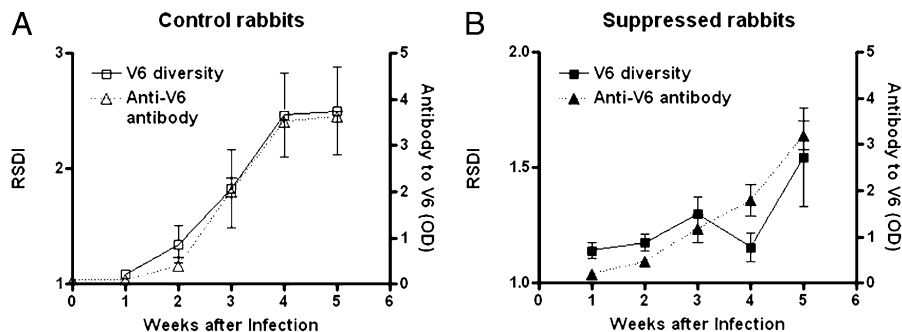 A
Control rabbits
3
2
1
RSDI
V6 diversity
Anti-V6
antibody
5
4
3
2
1
0
Antibody to V6 (OD)
0 1 2 3 4 5 6
Weeks after Infection
B
Suppressed rabbits
2.0
1.5
1.0
RSDI
V6 diversity
Anti-V6 antibody
5
4
3
2
1
0
Antibody to V6 (OD)
0 1 2 3 4 5 6
Weeks after Infection